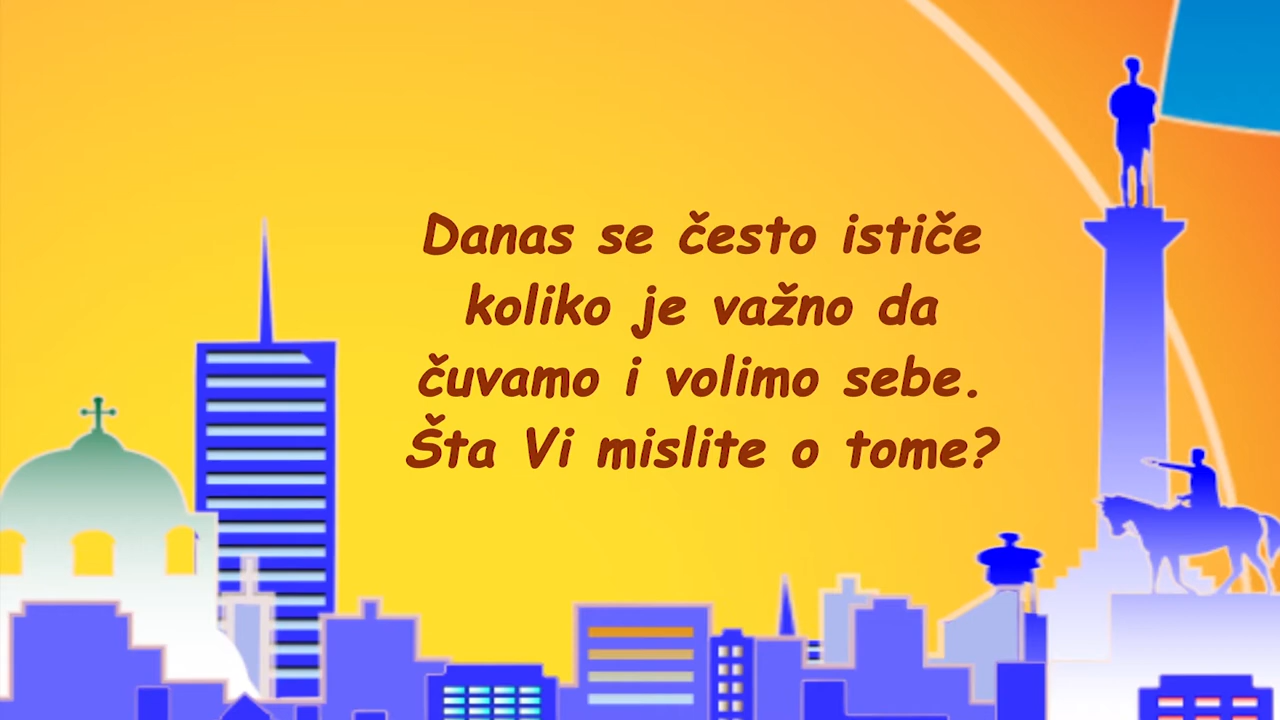 Danas se često ističe
koliko je važno da
čuvamo i volimo sebe.
Šta Vi mislite o tome?